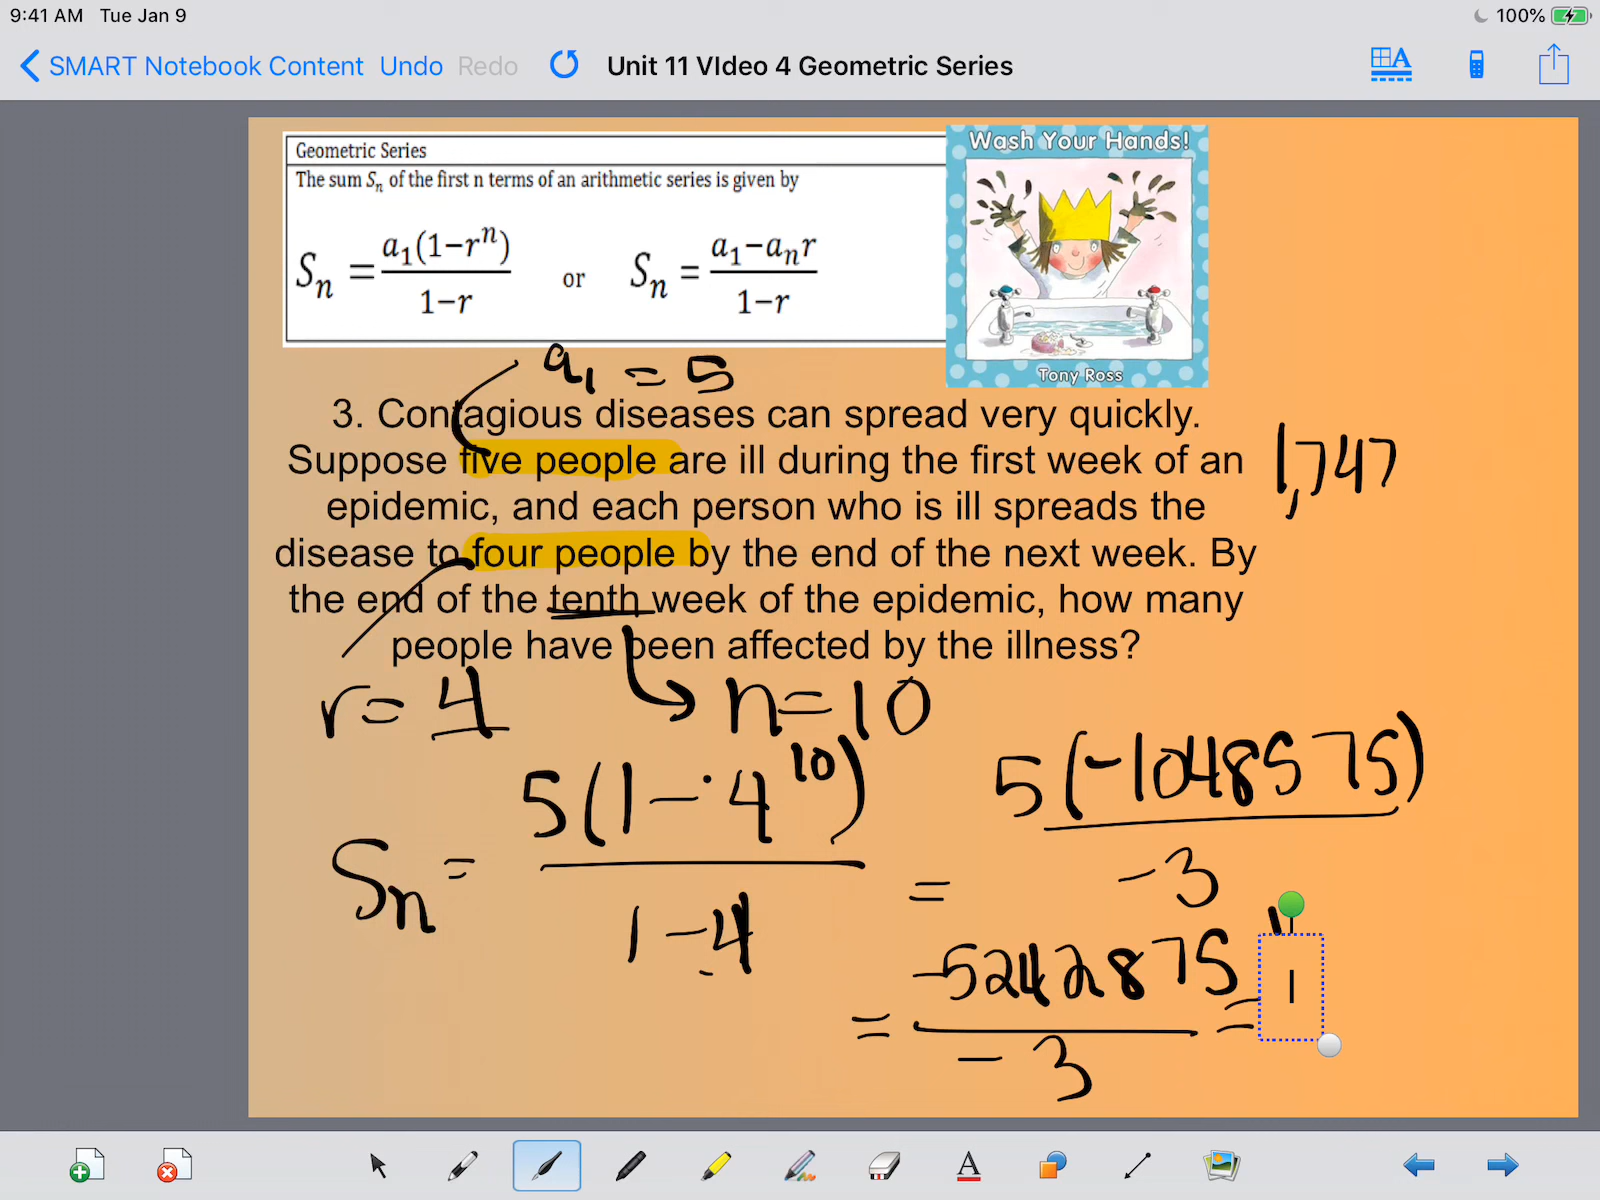 9:41 AM Tue Jan 9 100%
SMART Notebook Content Undo Redo Unit 11 VIdeo 4 Geometric Series
Geometric Series
The sum Sn of the first n terms of an arithmetic series is given by
Sn = a1(1−r^n) / 1−r or Sn = a1−anr / 1−r
Wash Your Hands!
Tony Ross
a1 = 5
3. Contagious diseases can spread very quickly.
Suppose five people are ill during the first week of an
epidemic, and each person who is ill spreads the
disease to four people by the end of the next week. By
the end of the tenth week of the epidemic, how many
people have been affected by the illness?
1,747
r = 4
n=10
Sn = 5(1−4^10) / 1−4 = 5(−1048575) / −3
= −5242875 / −3 = 1
A